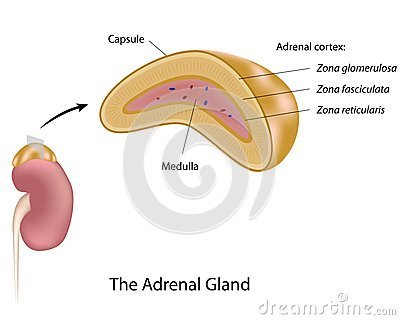 Capsule
Adrenal cortex:
Zona glomerulosa
Zona fasciculata
Zona reticularis
Medulla
The Adrenal Gland
dreamstime.com